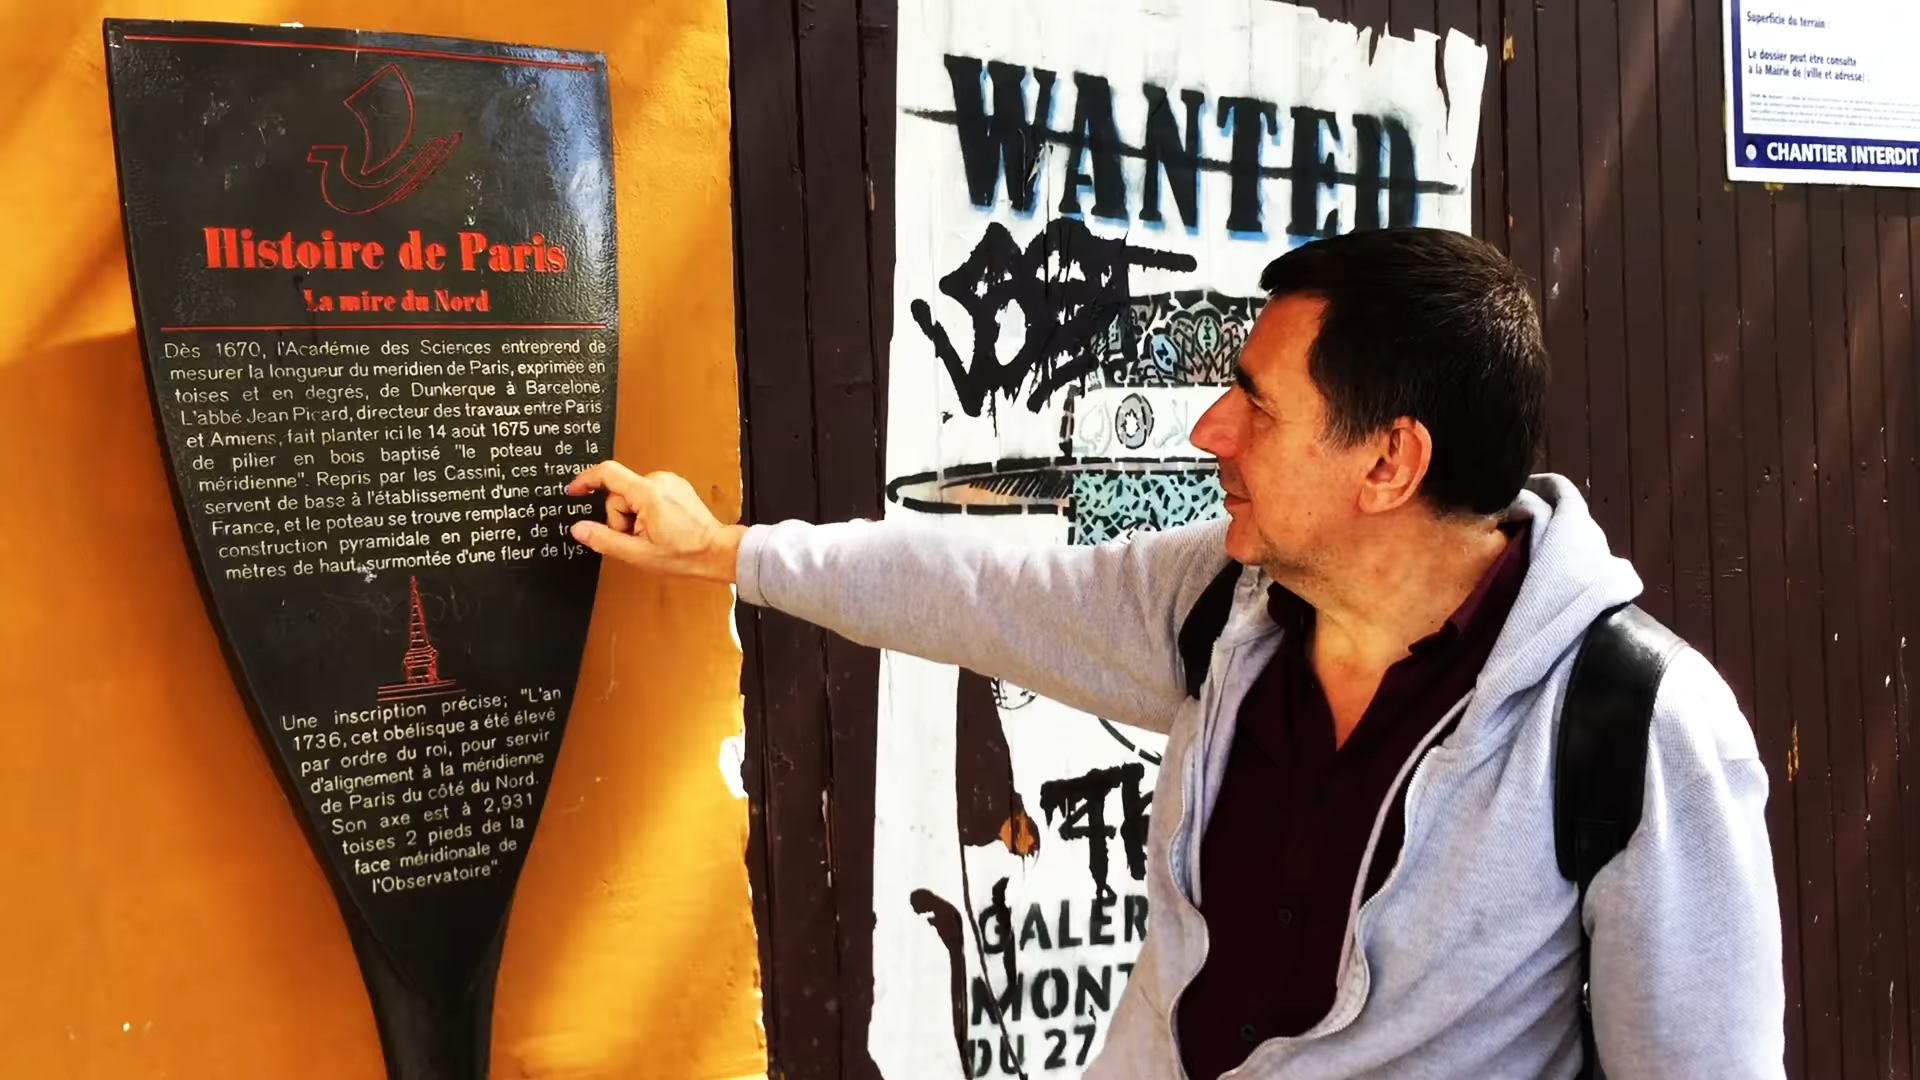 Histoire de Paris
La mire du Nord
Dès 1670, l'Académie des Sciences entreprend de
mesurer la longueur du meridien de Paris, exprimée en
toises et en degrés, de Dunkerque à Barcelone.
L'abbé Jean Picard, directeur des travaux entre Paris
et Amiens, fait planter ici le 14 août 1675 une sorte
de pilier en bois baptisé "le poteau de la
méridienne". Repris par les Cassini, ces travaux
servent de base à l'établissement d'une carte
France, et le poteau se trouve remplacé par une
construction pyramidale en pierre, de
mètres de haut, surmontée d'une fleur de lys.
Une inscription précise; "L'an
1736, cet obélisque a été élevé
par ordre du roi, pour servir
d'alignement à la méridienne
de Paris du côté du Nord.
Son axe est à 2,931
toises 2 pieds de la
face méridionale de
l'Observatoire".
WANTED
GALER
MONT
DU 27
Superficie du terrain :
Le dossier peut être consulté
à la Mairie de (ville et adresse) :
CHANTIER INTERDIT